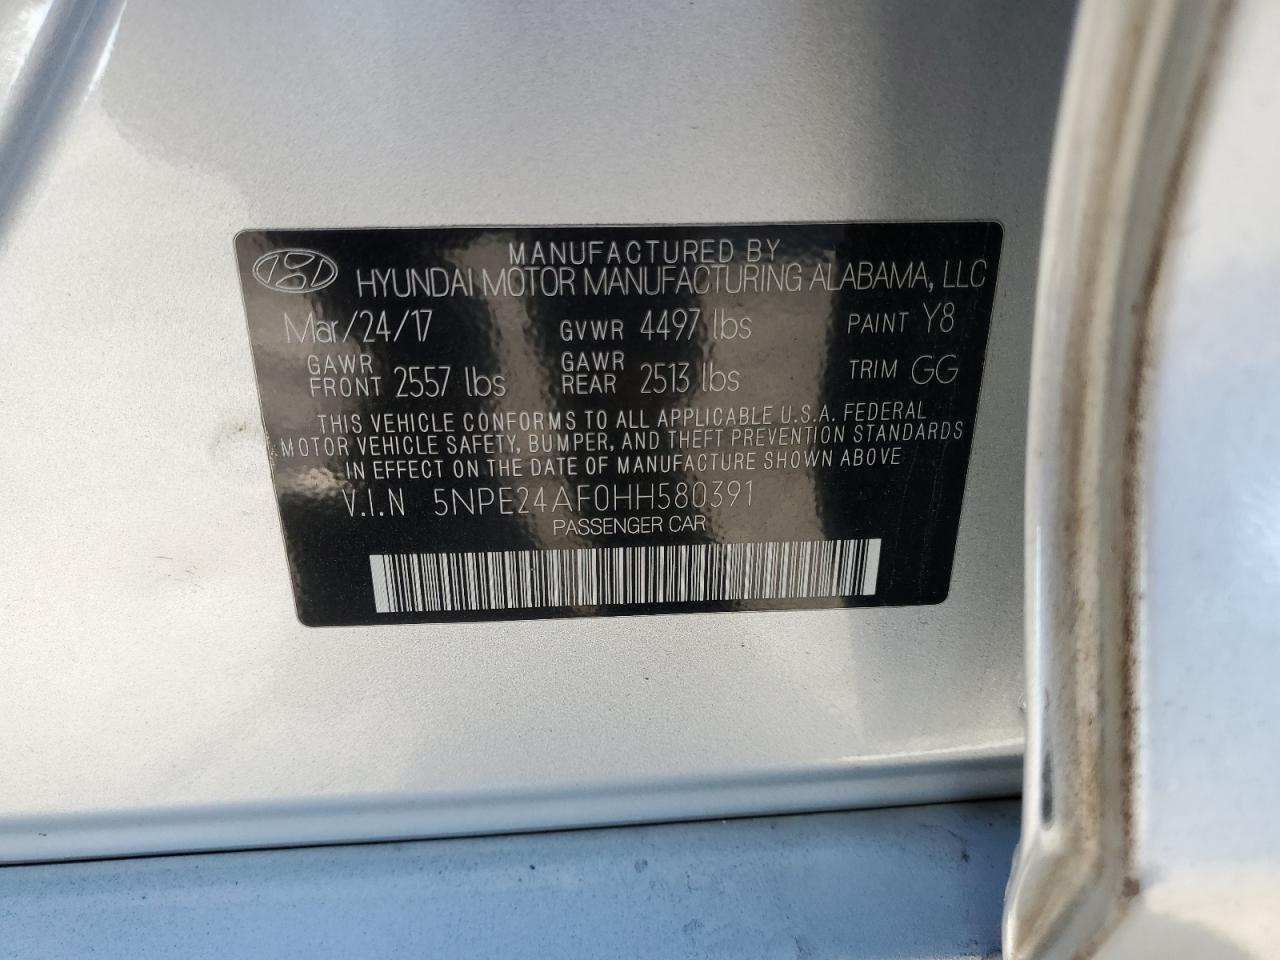 MANUFACTURED BY
HYUNDAI MOTOR MANUFACTURING ALABAMA, LLC
Mar/24/17 GVWR 4497 lbs PAINT Y8
GAWR FRONT 2557 lbs GAWR REAR 2513 lbs TRIM GG
THIS VEHICLE CONFORMS TO ALL APPLICABLE U.S.A. FEDERAL
MOTOR VEHICLE SAFETY, BUMPER, AND THEFT PREVENTION STANDARDS
IN EFFECT ON THE DATE OF MANUFACTURE SHOWN ABOVE
V.I.N 5NPE24AF0HH580391
PASSENGER CAR